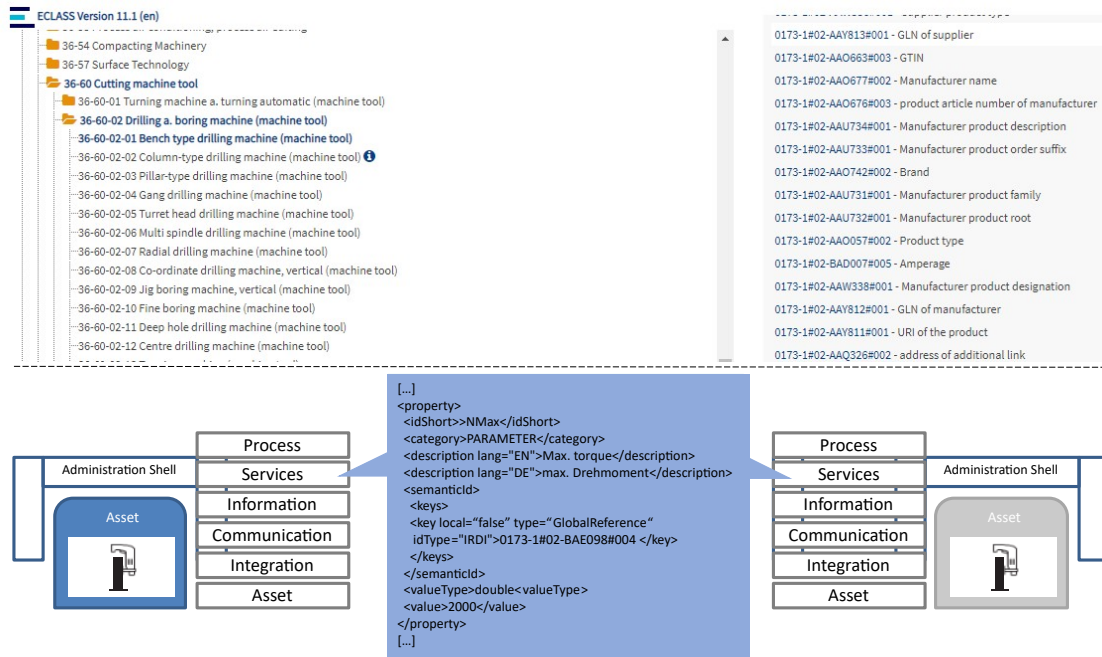 ECLASS Version 11.1 (en)
36-54 Compacting Machinery
36-57 Surface Technology
36-60 Cutting machine tool
36-60-01 Turning machine a. turning automatic (machine tool)
36-60-02 Drilling a. boring machine (machine tool)
36-60-02-01 Bench type drilling machine (machine tool)
36-60-02-02 Column-type drilling machine (machine tool)
36-60-02-03 Pillar-type drilling machine (machine tool)
36-60-02-04 Gang drilling machine (machine tool)
36-60-02-05 Turret head drilling machine (machine tool)
36-60-02-06 Multi spindle drilling machine (machine tool)
36-60-02-07 Radial drilling machine (machine tool)
36-60-02-08 Co-ordinate drilling machine, vertical (machine tool)
36-60-02-09 Jig boring machine, vertical (machine tool)
36-60-02-10 Fine boring machine (machine tool)
36-60-02-11 Deep hole drilling machine (machine tool)
36-60-02-12 Centre drilling machine (machine tool)
0173-1#02-AAY813#001 - GLN of supplier
0173-1#02-AAO663#003 - GTIN
0173-1#02-AAO677#002 - Manufacturer name
0173-1#02-AAO676#003 - product article number of manufacturer
0173-1#02-AAU734#001 - Manufacturer product description
0173-1#02-AAU733#001 - Manufacturer product order suffix
0173-1#02-AAO742#002 - Brand
0173-1#02-AAU731#001 - Manufacturer product family
0173-1#02-AAU732#001 - Manufacturer product root
0173-1#02-AAO057#002 - Product type
0173-1#02-BAD007#005 - Amperage
0173-1#02-AAW338#001 - Manufacturer product designation
0173-1#02-AAY812#001 - GLN of manufacturer
0173-1#02-AAY811#001 - URI of the product
0173-1#02-AAQ326#002 - address of additional link
Administration Shell
Asset
Process
Services
Information
Communication
Integration
Asset
[...]
<property>
<idShort>>NMax</idShort>
<category>PARAMETER</category>
<description lang="EN">Max. torque</description>
<description lang="DE">max. Drehmoment</description>
<semanticId>
<keys>
<key local="false" type="GlobalReference"
idType="IRDI">0173-1#02-BAE098#004 </key>
</keys>
</semanticId>
<valueType>double<valueType>
<value>2000</value>
</property>
[...]
Process
Services
Information
Communication
Integration
Asset
Administration Shell
Asset